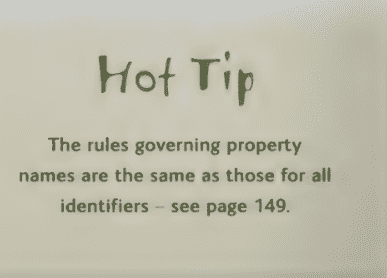 Hot Tip
The rules governing property
names are the same as those for all
identifiers – see page 149.